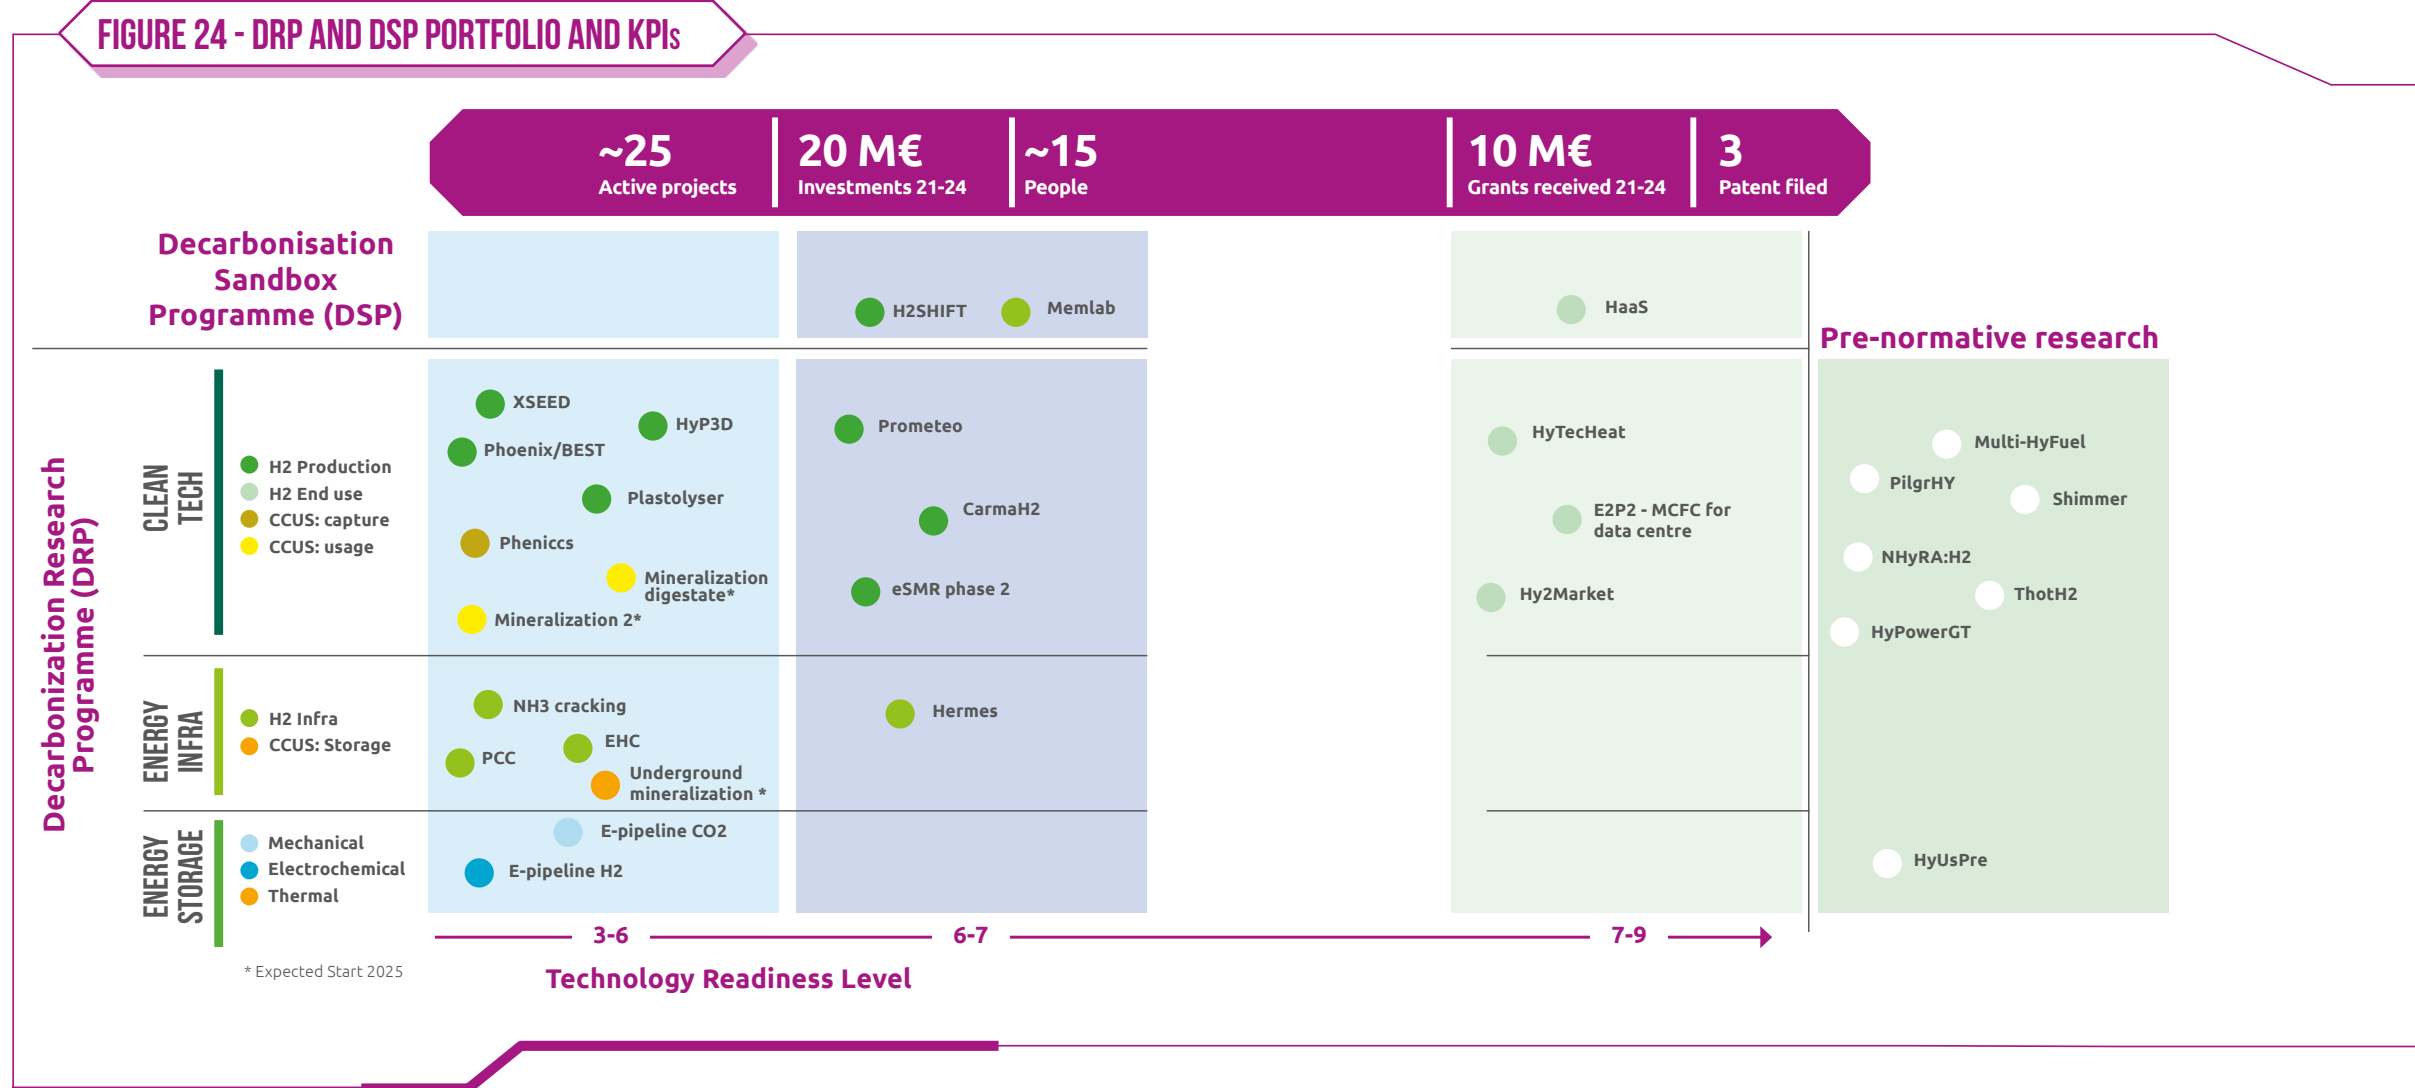 FIGURE 24 - DRP AND DSP PORTFOLIO AND KPIs
~25
Active projects
20 M€
Investments 21-24
~15
People
10 M€
Grants received 21-24
3
Patent filed
Decarbonisation
Sandbox
Programme (DSP)
H2SHIFT
Memlab
HaaS
Pre-normative research
Decarbonization Research
Programme (DRP)
CLEAN
TECH
H2 Production
H2 End use
CCUS: capture
CCUS: usage
XSEED
HyP3D
Phoenix/BEST
Plastolyser
Pheniccs
Mineralization
digestate*
Mineralization 2*
Prometeo
CarmaH2
eSMR phase 2
HyTecHeat
E2P2 - MCFC for
data centre
Hy2Market
Multi-HyFuel
PilgrHY
Shimmer
NHyRA:H2
ThotH2
HyPowerGT
ENERGY
INFRA
H2 Infra
CCUS: Storage
NH3 cracking
EHC
PCC
Underground
mineralization *
Hermes
ENERGY
STORAGE
Mechanical
Electrochemical
Thermal
E-pipeline CO2
E-pipeline H2
HyUsPre
3-6
6-7
7-9
* Expected Start 2025
Technology Readiness Level